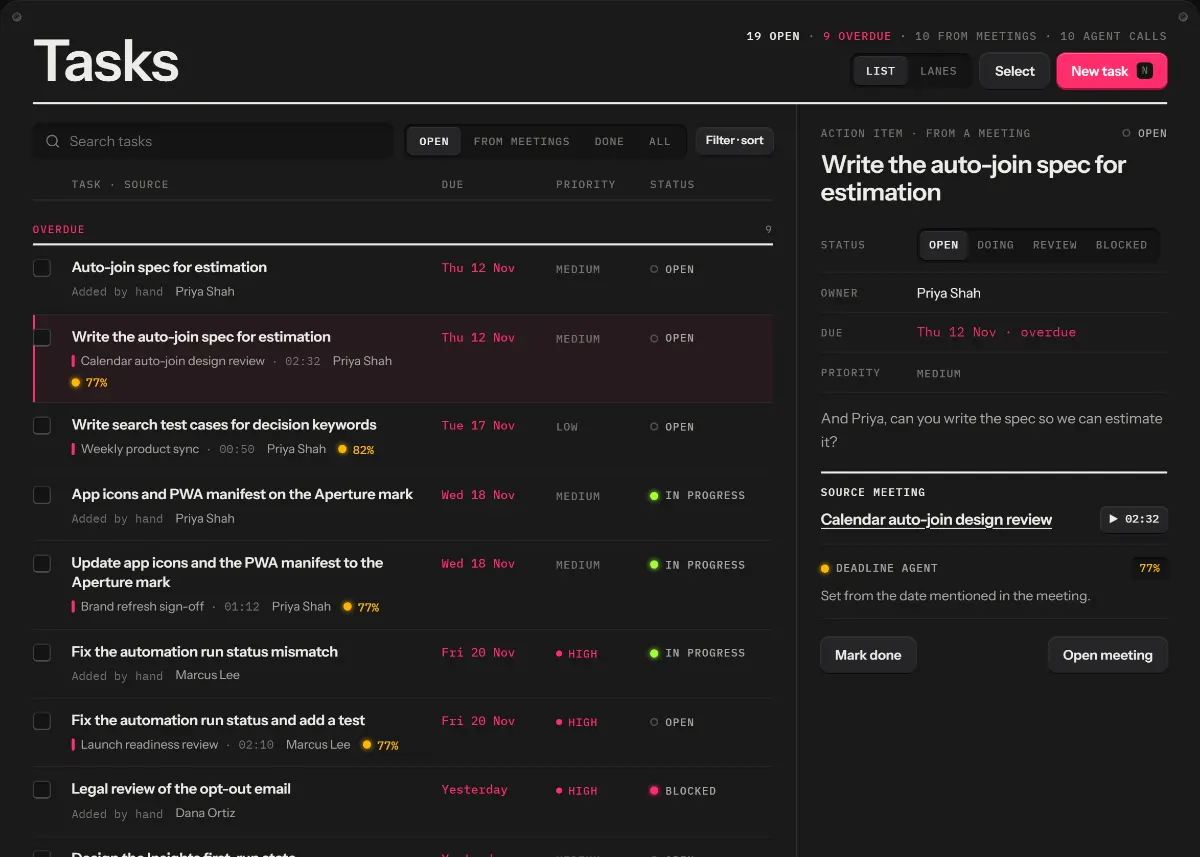 Tasks
19 OPEN · 9 OVERDUE · 10 FROM MEETINGS · 10 AGENT CALLS
LIST LANES Select New task N
Search tasks
OPEN FROM MEETINGS DONE ALL Filter·sort
TASK · SOURCE DUE PRIORITY STATUS
OVERDUE 9
Auto-join spec for estimation Thu 12 Nov MEDIUM OPEN
Added by hand Priya Shah
Write the auto-join spec for estimation Thu 12 Nov MEDIUM OPEN
Calendar auto-join design review · 02:32 Priya Shah
77%
Write search test cases for decision keywords Tue 17 Nov LOW OPEN
Weekly product sync · 00:50 Priya Shah 82%
App icons and PWA manifest on the Aperture mark Wed 18 Nov MEDIUM IN PROGRESS
Added by hand Priya Shah
Update app icons and the PWA manifest to the Wed 18 Nov MEDIUM IN PROGRESS
Aperture mark
Brand refresh sign-off · 01:12 Priya Shah 77%
Fix the automation run status mismatch Fri 20 Nov HIGH IN PROGRESS
Added by hand Marcus Lee
Fix the automation run status and add a test Fri 20 Nov HIGH OPEN
Launch readiness review · 02:10 Marcus Lee 77%
Legal review of the opt-out email Yesterday HIGH BLOCKED
Added by hand Dana Ortiz
ACTION ITEM · FROM A MEETING OPEN
Write the auto-join spec for
estimation
STATUS OPEN DOING REVIEW BLOCKED
OWNER Priya Shah
DUE Thu 12 Nov · overdue
PRIORITY MEDIUM
And Priya, can you write the spec so we can estimate
it?
SOURCE MEETING
Calendar auto-join design review 02:32
DEADLINE AGENT 77%
Set from the date mentioned in the meeting.
Mark done Open meeting